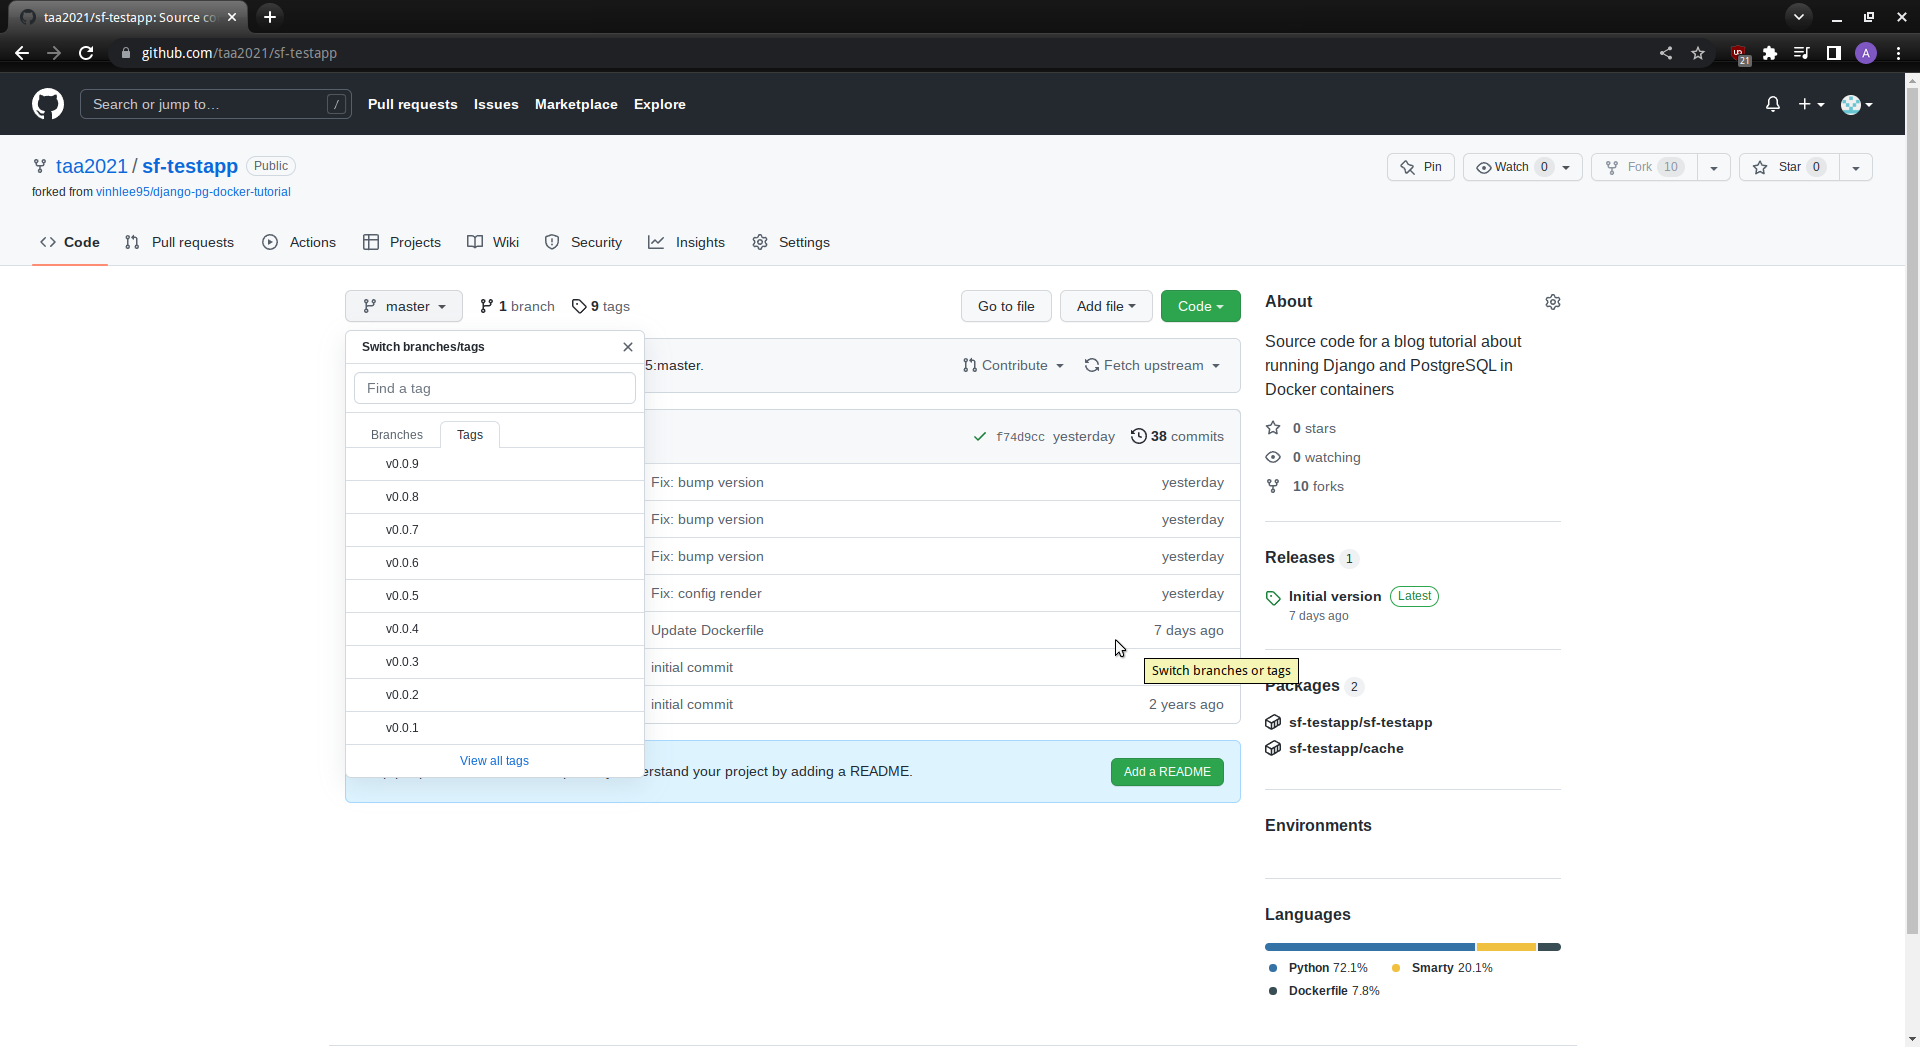 taa2021/sf-testapp: Source co
github.com/taa2021/sf-testapp
21
A
Search or jump to…
/
Pull requests Issues Marketplace Explore
taa2021 / sf-testapp Public
forked from vinhlee95/django-pg-docker-tutorial
Pin
Watch 0
Fork 10
Star 0
Code
Pull requests
Actions
Projects
Wiki
Security
Insights
Settings
master
1 branch
9 tags
Go to file
Add file
Code
Switch branches/tags
Find a tag
Branches
Tags
v0.0.9
v0.0.8
v0.0.7
v0.0.6
v0.0.5
v0.0.4
v0.0.3
v0.0.2
v0.0.1
View all tags
5:master.
Contribute
Fetch upstream
f74d9cc yesterday
38 commits
Fix: bump version yesterday
Fix: bump version yesterday
Fix: bump version yesterday
Fix: config render yesterday
Update Dockerfile 7 days ago
initial commit
initial commit 2 years ago
Switch branches or tags
erstand your project by adding a README.
Add a README
About
Source code for a blog tutorial about
running Django and PostgreSQL in
Docker containers
0 stars
0 watching
10 forks
Releases 1
Initial version Latest
7 days ago
Packages 2
sf-testapp/sf-testapp
sf-testapp/cache
Environments
Languages
Python 72.1%
Smarty 20.1%
Dockerfile 7.8%